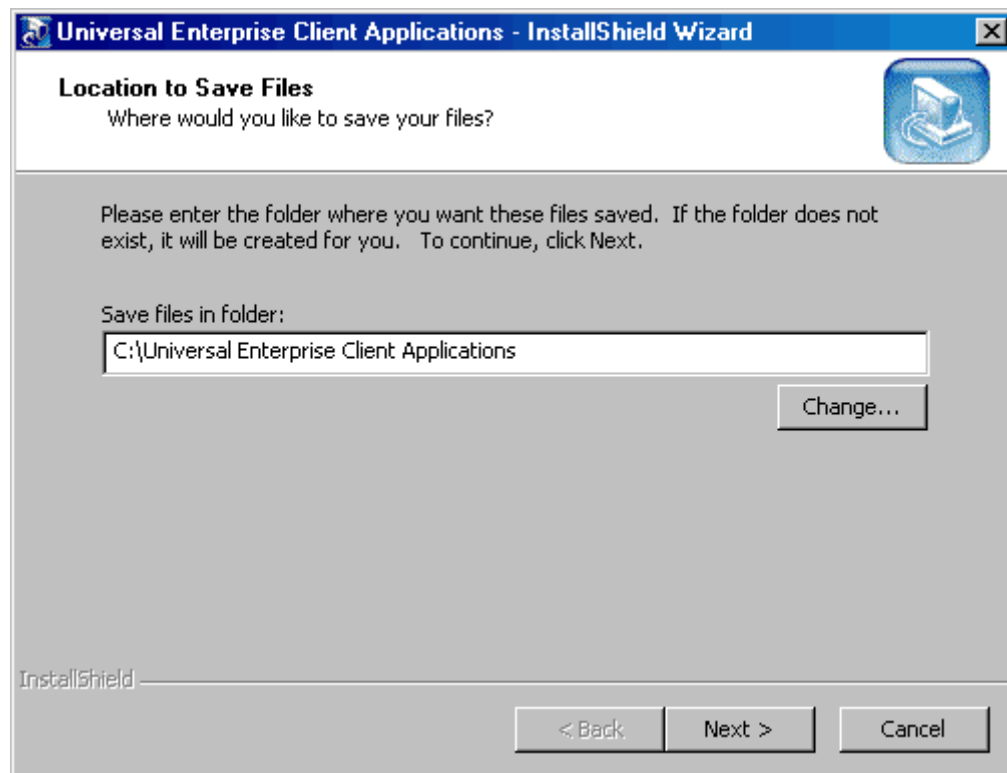 Universal Enterprise Client Applications - InstallShield Wizard
Location to Save Files
Where would you like to save your files?
Please enter the folder where you want these files saved.  If the folder does not
exist, it will be created for you.   To continue, click Next.
Save files in folder:
C:\Universal Enterprise Client Applications
Change...
InstallShield
< Back
Next >
Cancel